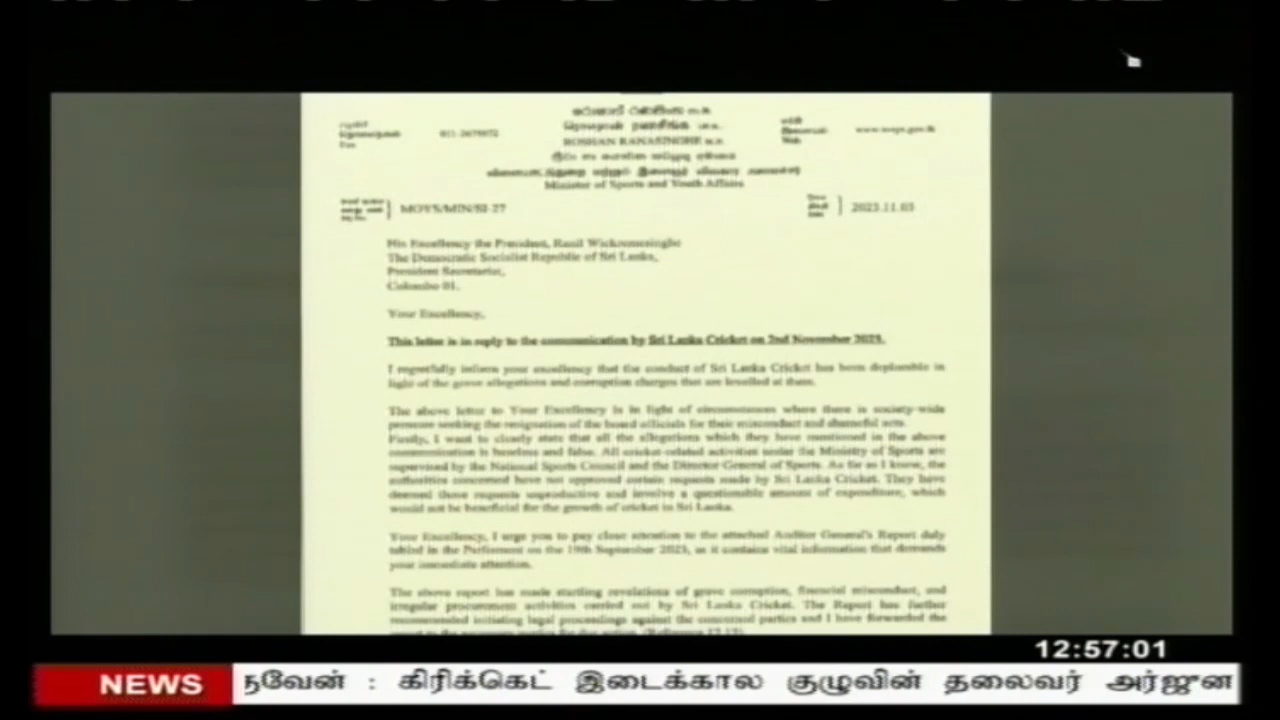 011-2679972
www.moys.gov.lk
ROSHAN RANASINGHE M.P.
Minister of Sports and Youth Affairs
MOYS/MIN/SI-27
2023.11.03
His Excellency the President, Ranil Wickremesinghe
The Democratic Socialist Republic of Sri Lanka,
President Secretariat,
Colombo 01.
Your Excellency,
This letter is in reply to the communication by Sri Lanka Cricket on 2nd November 2023.
I regretfully inform your excellency that the conduct of Sri Lanka Cricket has been deplorable in
light of the grave allegations and corruption charges that are levelled at them.
The above letter to Your Excellency is in light of circumstances where there is society-wide
pressure seeking the resignation of the board officials for their misconduct and shameful acts.
Firstly, I want to clearly state that all the allegations which they have mentioned in the above
communication is baseless and false. All cricket-related activities under the Ministry of Sports are
supervised by the National Sports Council and the Director General of Sports. As far as I know, the
authorities concerned have not approved certain requests made by Sri Lanka Cricket. They have
deemed these requests unproductive and involve a questionable amount of expenditure, which
would not be beneficial for the growth of cricket in Sri Lanka.
Your Excellency, I urge you to pay close attention to the attached Auditor General's Report duly
tabled in the Parliament on the 19th September 2023, as it contains vital information that demands
your immediate attention.
The above report has made startling revelations of grave corruption, financial misconduct, and
irregular procurement activities carried out by Sri Lanka Cricket. The Report has further
recommended initiating legal proceedings against the concerned parties and I have forwarded the
12:57:01
NEWS நவேன் : கிரிக்கெட் இடைக்கால குழுவின் தலைவர் அர்ஜுன